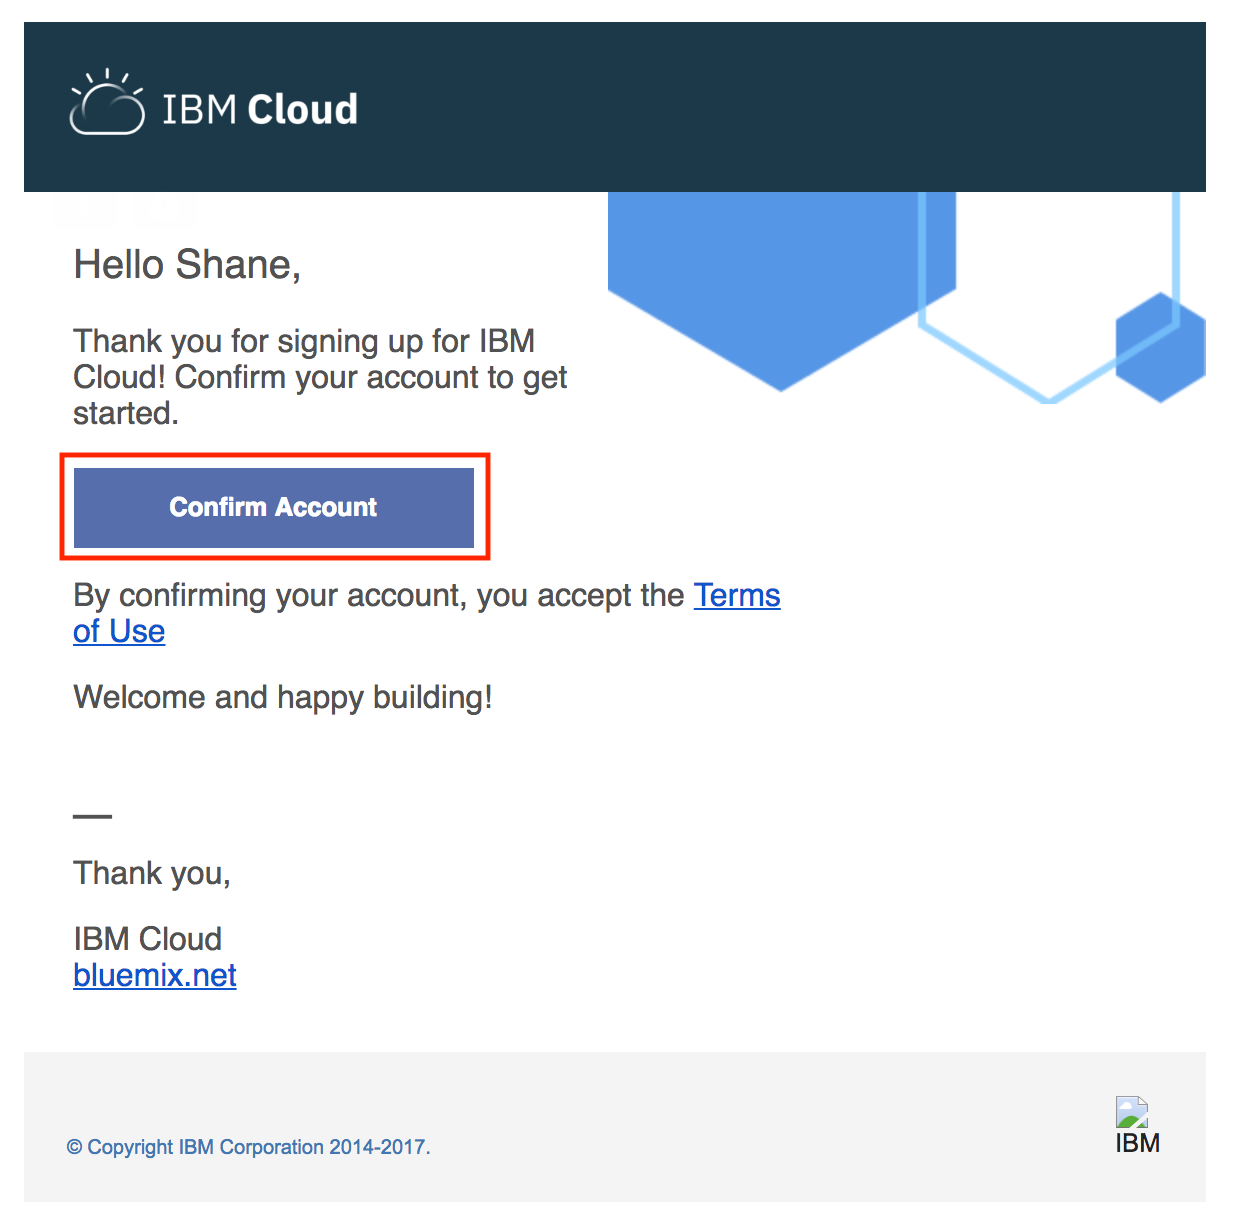 IBM Cloud
Hello Shane,
Thank you for signing up for IBM
Cloud! Confirm your account to get
started.
Confirm Account
By confirming your account, you accept the Terms
of Use
Welcome and happy building!
—
Thank you,
IBM Cloud
bluemix.net
© Copyright IBM Corporation 2014-2017.
IBM